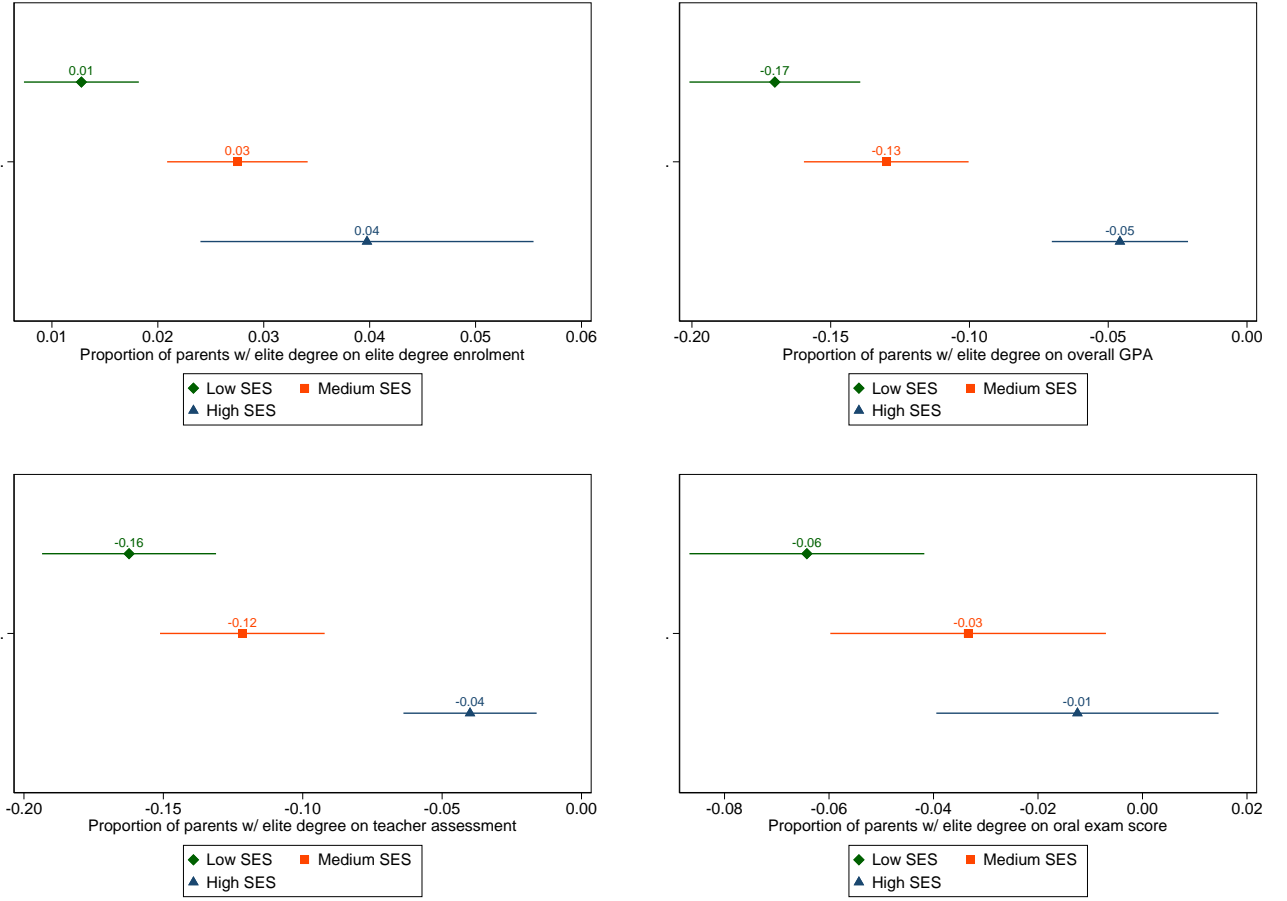 0.01
0.03
.
0.04
0.01 0.02 0.03 0.04 0.05 0.06
Proportion of parents w/ elite degree on elite degree enrolment
Low SES Medium SES
High SES
-0.17
-0.13
.
-0.05
-0.20 -0.15 -0.10 -0.05 0.00
Proportion of parents w/ elite degree on overall GPA
Low SES Medium SES
High SES
-0.16
-0.12
.
-0.04
-0.20 -0.15 -0.10 -0.05 0.00
Proportion of parents w/ elite degree on teacher assessment
Low SES Medium SES
High SES
-0.06
-0.03
.
-0.01
-0.08 -0.06 -0.04 -0.02 0.00 0.02
Proportion of parents w/ elite degree on oral exam score
Low SES Medium SES
High SES